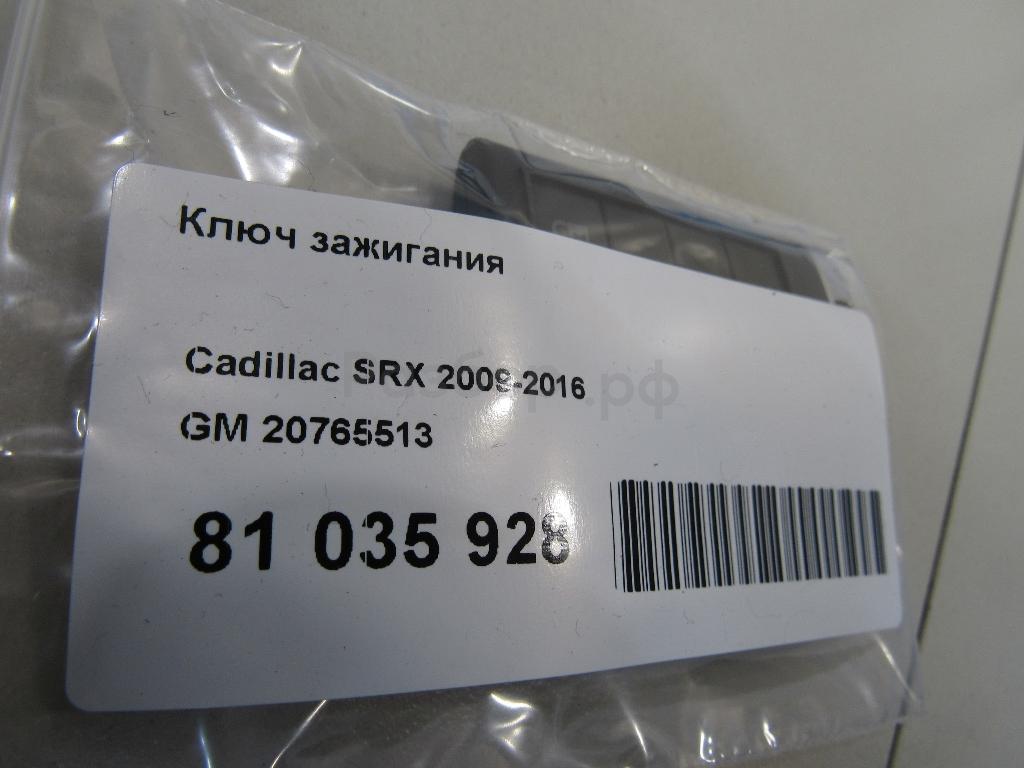 Ключ зажигания
Cadillac SRX 2009-2016
GM 20765513
81 035 928